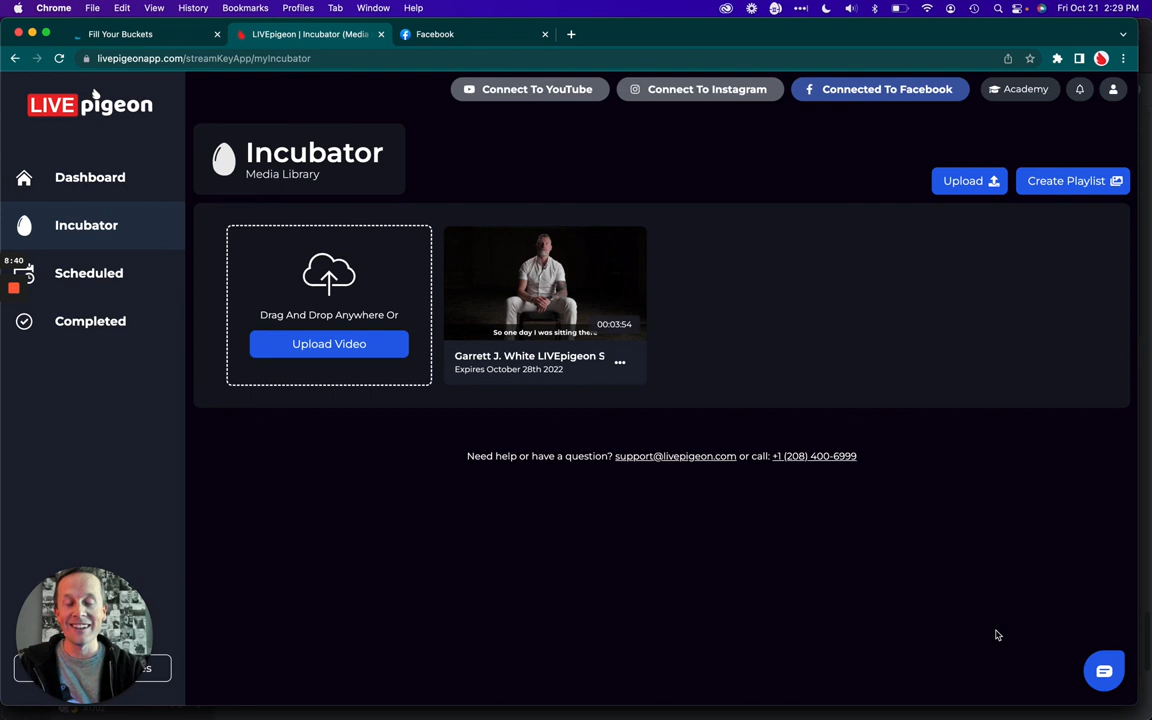 Chrome File Edit View History Bookmarks Profiles Tab Window Help Fri Oct 21 2:29 PM
Fill Your Buckets LIVEpigeon | Incubator (Media Facebook
livepigeonapp.com/streamKeyApp/myIncubator
LIVEpigeon
Connect To YouTube Connect To Instagram Connected To Facebook Academy
Incubator
Media Library
Upload Create Playlist
Dashboard
Incubator
Scheduled
Completed
8:40
Drag And Drop Anywhere Or
Upload Video
So one day I was sitting there
00:03:54
Garrett J. White LIVEpigeon S
Expires October 28th 2022
Need help or have a question? support@livepigeon.com or call: +1 (208) 400-6999